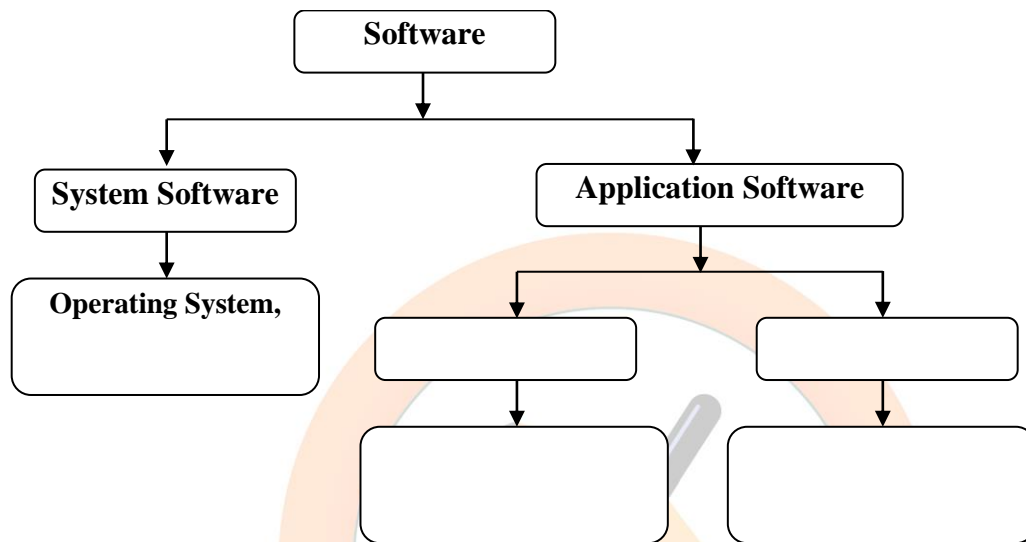 Software
System Software
Application Software
Operating System,